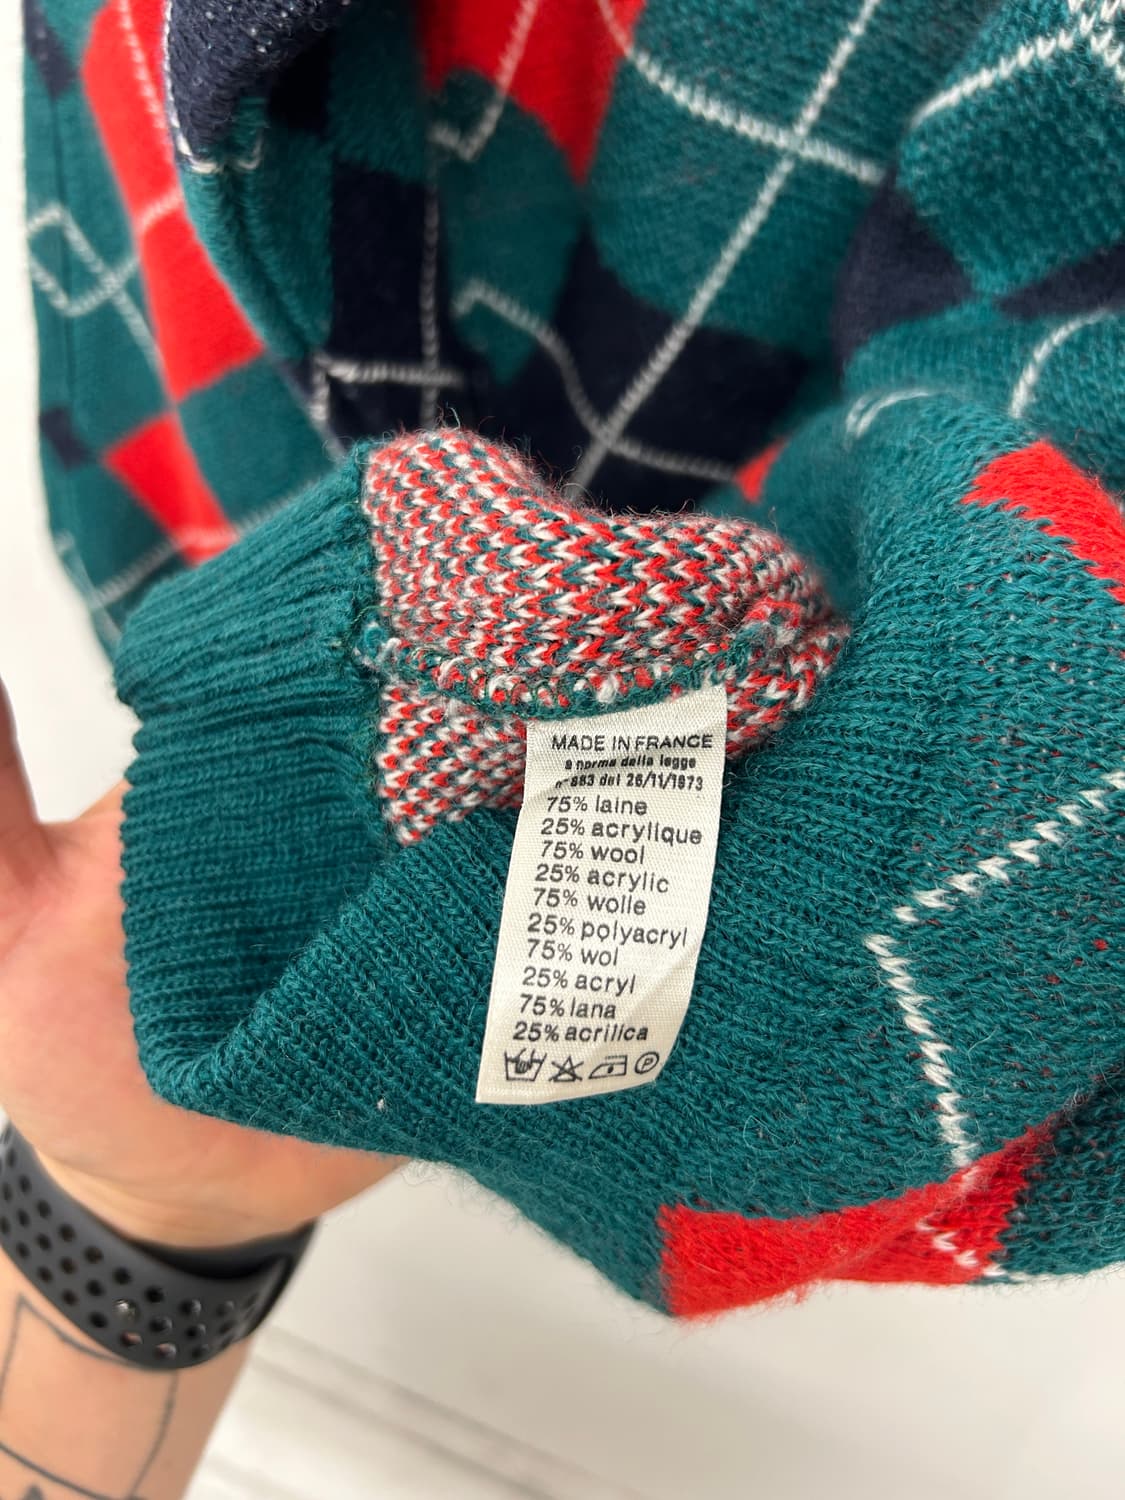 MADE IN FRANCE
a norma della legge
n° 883 del 26/11/1973
75% laine
25% acrylique
75% wool
25% acrylic
75% wolle
25% polyacryl
75% wol
25% acryl
75% lana
25% acrilica
P